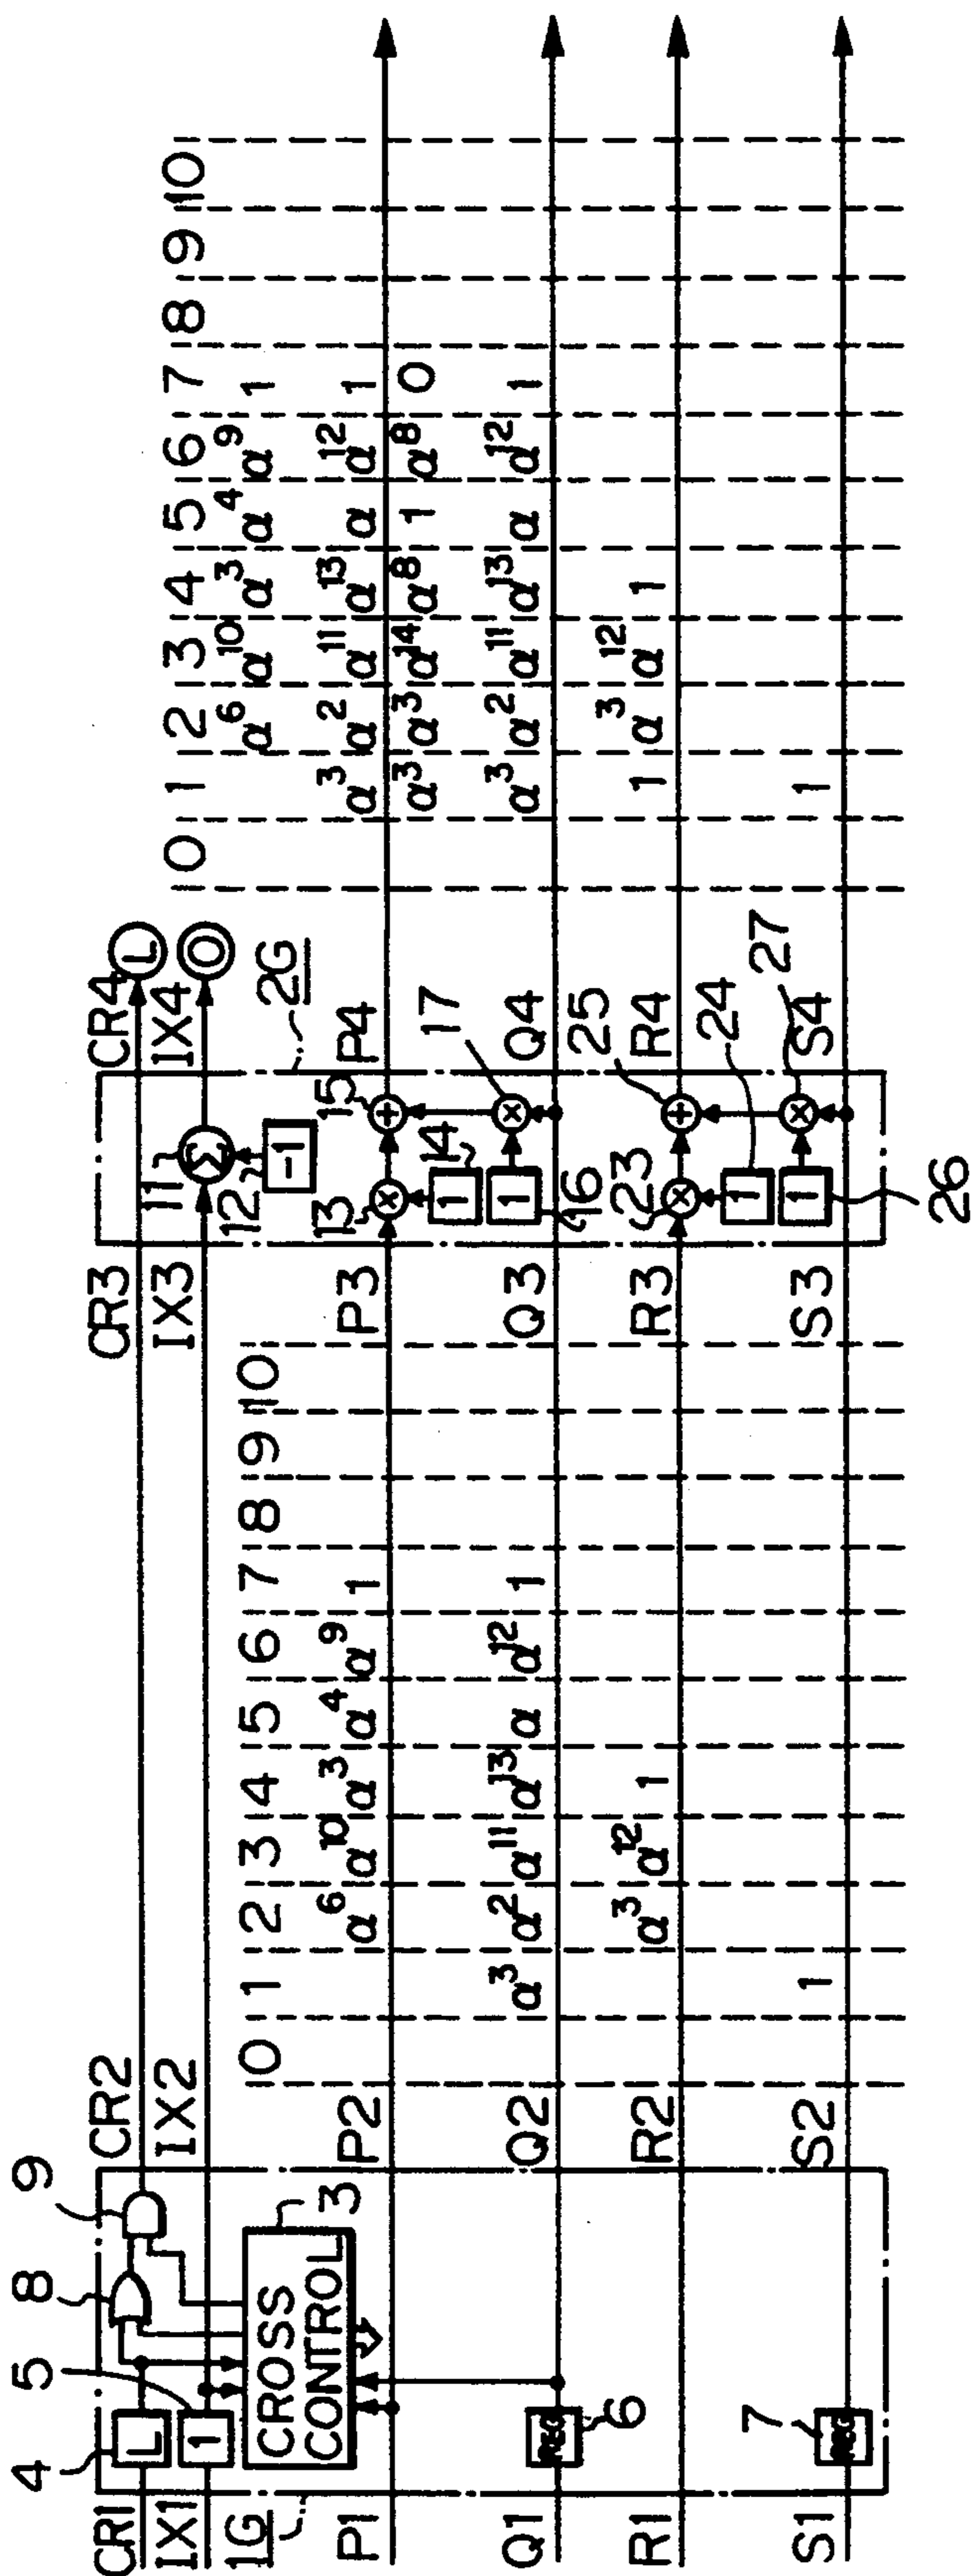 4 5 8 9
CR1 L CR2 CR3 CR4 L
IX1 1 IX2 IX3 11 Σ IX4 0
12 -1
1G CROSS 3
CONTROL
2G
0 1 2 3 4 5 6 7 8 9 10
0 1 2 3 4 5 6 7 8 9 10
α⁶ α¹⁰ α³ α⁴ α⁹ 1
P1 P2 α⁶ α¹⁰ α³ α⁴ α⁹ 1 P3 13 × 15 + P4 α³ α² α¹¹ α¹³ α α¹² 1
14 1
α³ α³ α¹⁴ α⁸ 1 α⁸ 0
Q1 REG 6 Q2 α³ α² α¹¹ α¹³ α α¹² 1 Q3 1 16 × 17 Q4 α³ α² α¹¹ α¹³ α α¹² 1
R1 R2 α³ α¹² 1 R3 23 × 25 + R4 1 α³ α¹² 1
1 24
S1 7 REG S2 1 S3 1 26 × 27 S4 1